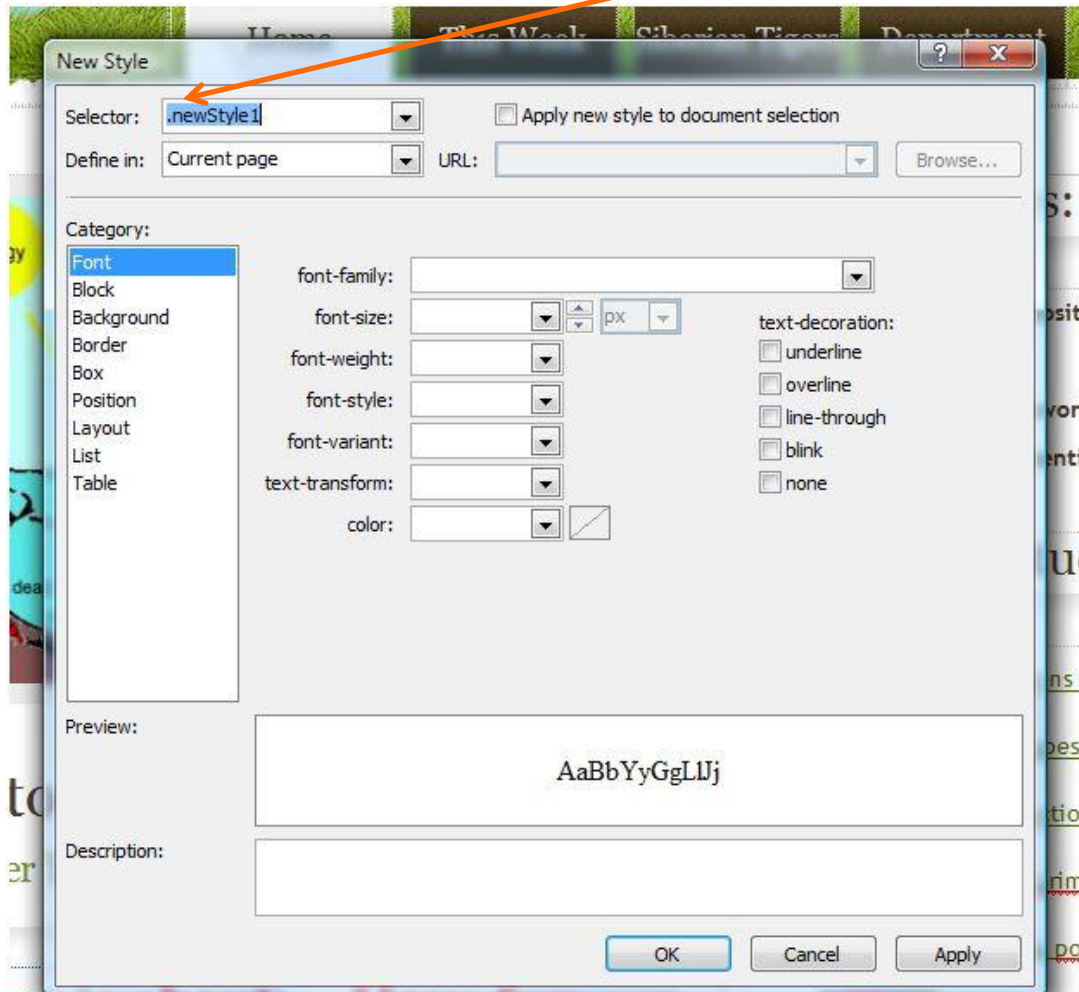 Home This Week Siberian Tigers Department
New Style
Selector: .newStyle1 Apply new style to document selection
Define in: Current page URL: Browse...
Category:
Font
Block
Background
Border
Box
Position
Layout
List
Table
font-family:
font-size: px
font-weight:
font-style:
font-variant:
text-transform:
color:
text-decoration:
underline
overline
line-through
blink
none
Preview:
AaBbYyGgLlJj
Description:
OK Cancel Apply